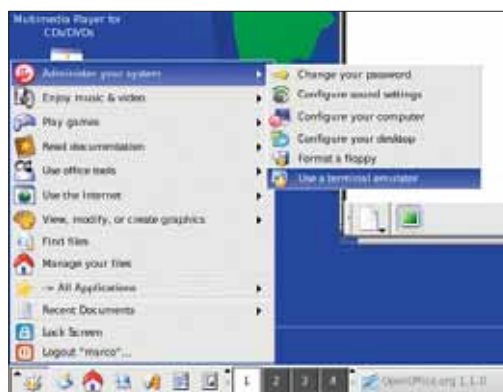 Multimedia Player for
CDs/DVDs
Administer your system
Enjoy music & video
Play games
Read documentation
Use office tools
Use the Internet
View, modify, or create graphics
Find files
Manage your files
-> All Applications
Recent Documents
Lock Screen
Logout "marco"...
Change your password
Configure sound settings
Configure your computer
Configure your desktop
Format a floppy
Use a terminal emulator
1 2 3 4
OpenOffice.org 1.1.0